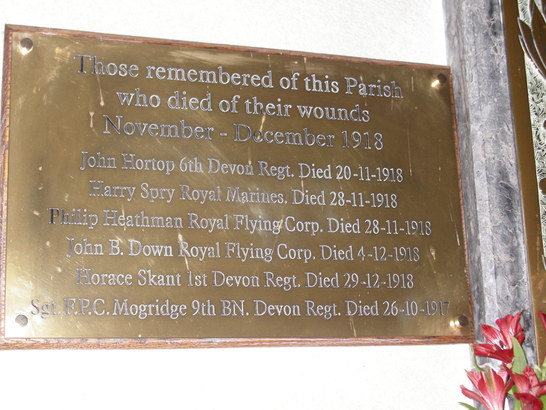 Those remembered of this Parish
who died of their wounds
November - December 1918
John Hortop 6th Devon Regt. Died 20-11-1918
Harry Spry Royal Marines. Died 28-11-1918
Philip Heathman Royal Flying Corp. Died 28-11-1918
John B. Down Royal Flying Corp. Died 4-12-1918
Horace Skant 1st Devon Regt. Died 29-12-1918
Sgt. F.P.C. Mogridge 9th BN. Devon Regt. Died 26-10-1917